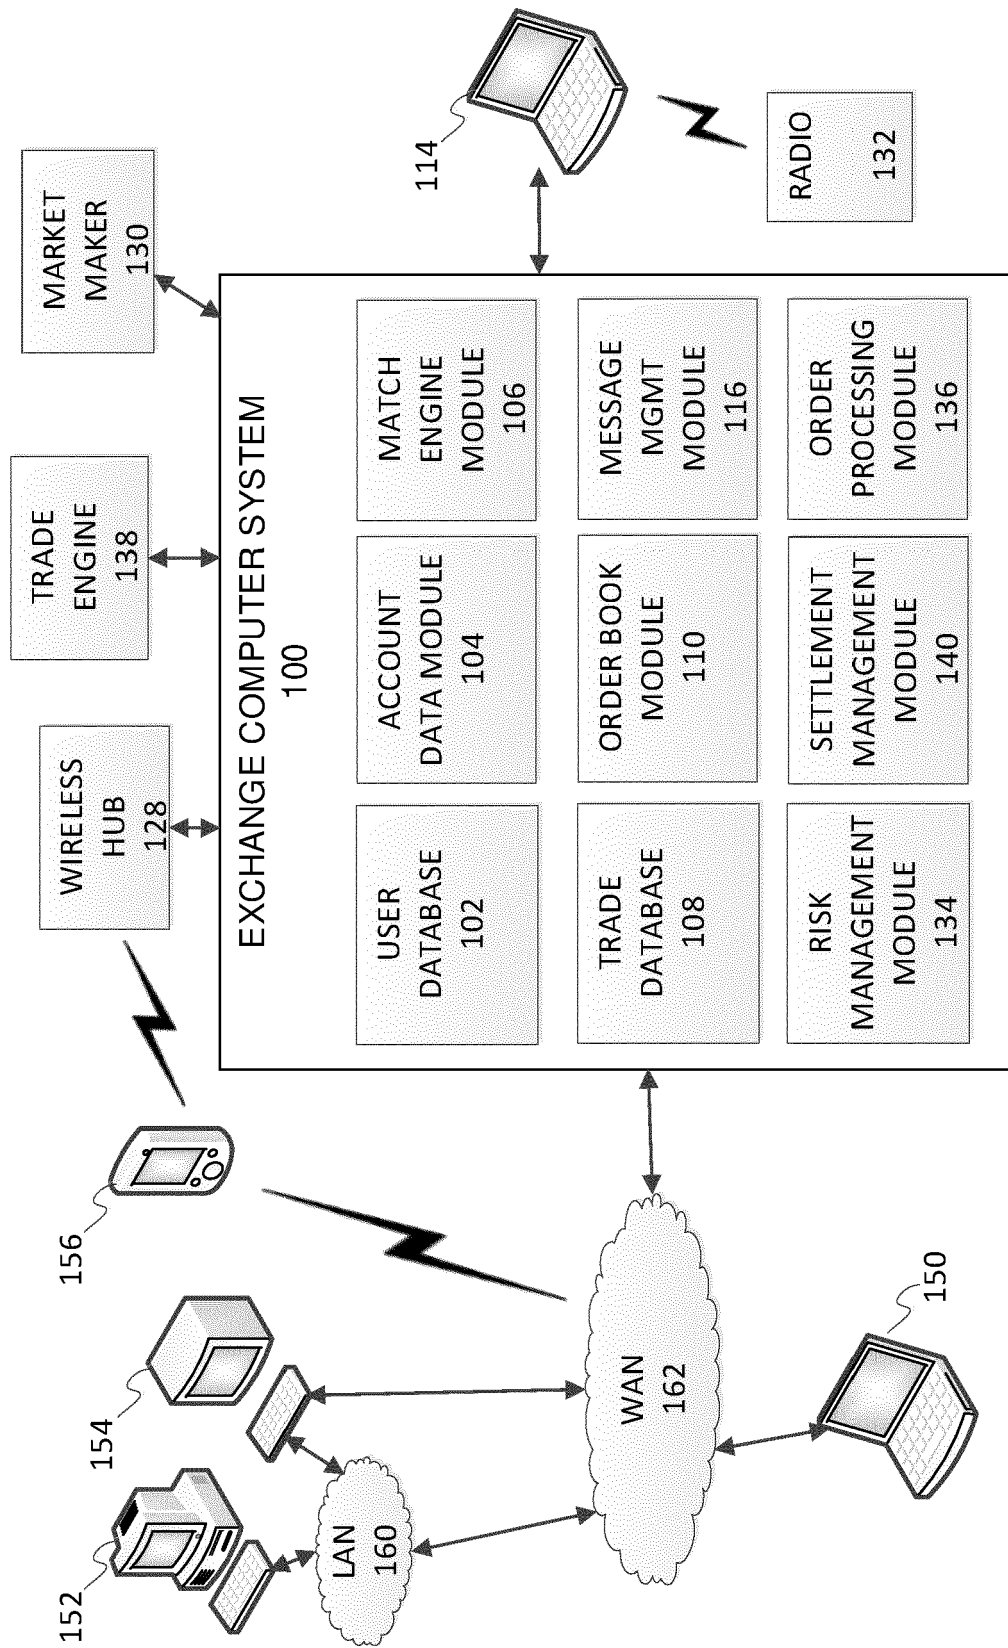 152
154
156
WIRELESS
HUB
128
TRADE
ENGINE
138
MARKET
MAKER
130
LAN
160
WAN
162
150
EXCHANGE COMPUTER SYSTEM
100
USER
DATABASE
102
ACCOUNT
DATA MODULE
104
MATCH
ENGINE
MODULE
106
TRADE
DATABASE
108
ORDER BOOK
MODULE
110
MESSAGE
MGMT
MODULE
116
RISK
MANAGEMENT
MODULE
134
SETTLEMENT
MANAGEMENT
MODULE
140
ORDER
PROCESSING
MODULE
136
114
RADIO
132